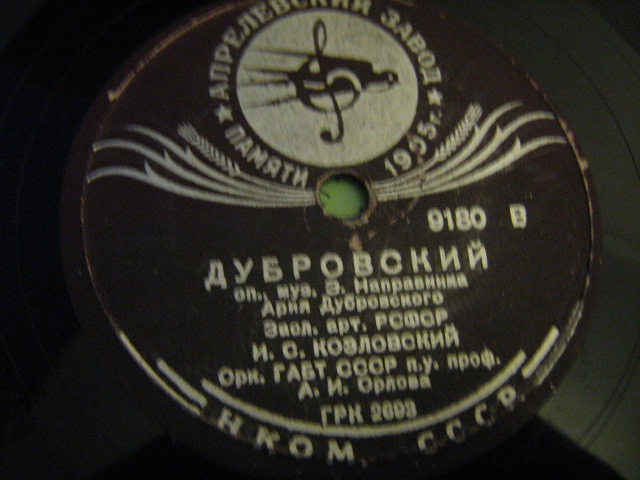 АПРЕЛЕВСКИЙ ЗАВОД
ПАМЯТИ 1905г.
9180 В
ДУБРОВСКИЙ
оп., муз. Э. Направника
Ария Дубровского
Засл. арт. РСФСР
И. С. КОЗЛОВСКИЙ
Орк. ГАБТ СССР п.у. проф.
А. И. Орлова
ГРК 2693
НКОМ. СССР.